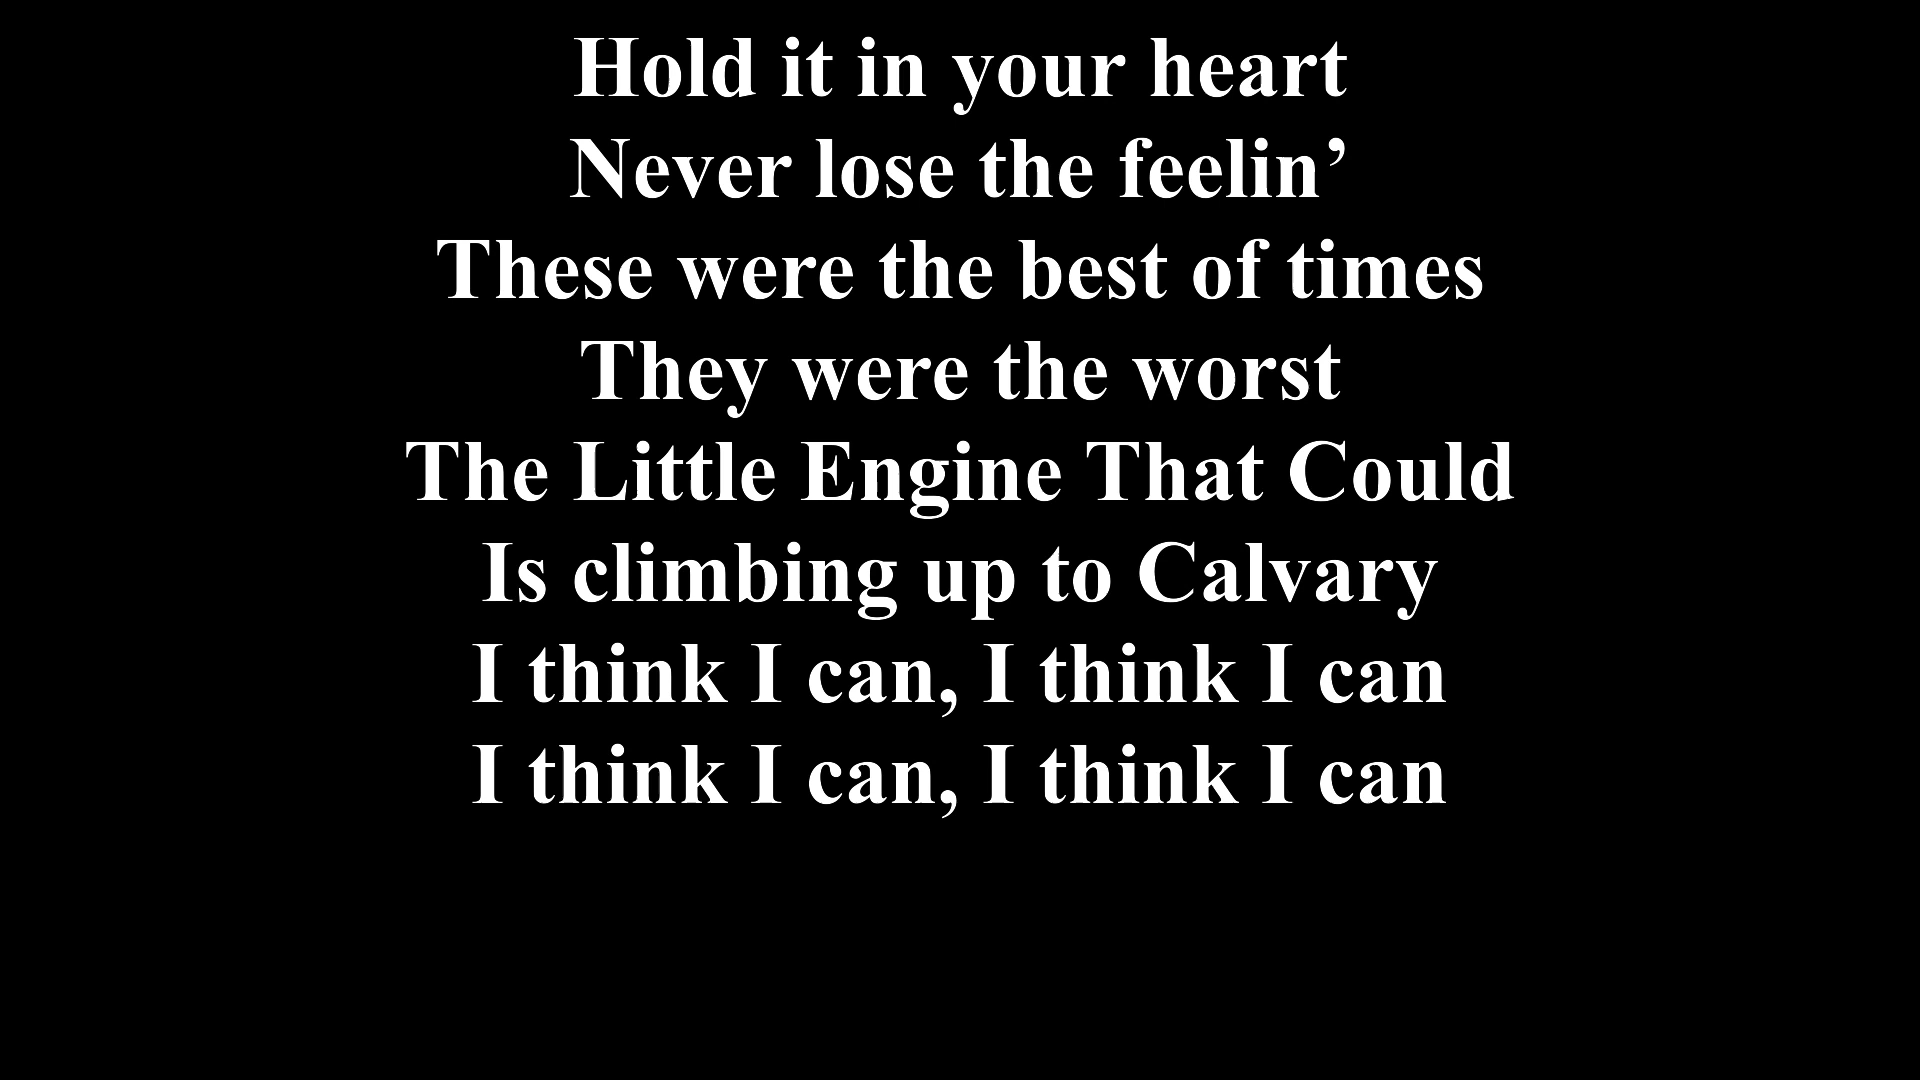 Hold it in your heart
Never lose the feelin’
These were the best of times
They were the worst
The Little Engine That Could
Is climbing up to Calvary
I think I can, I think I can
I think I can, I think I can